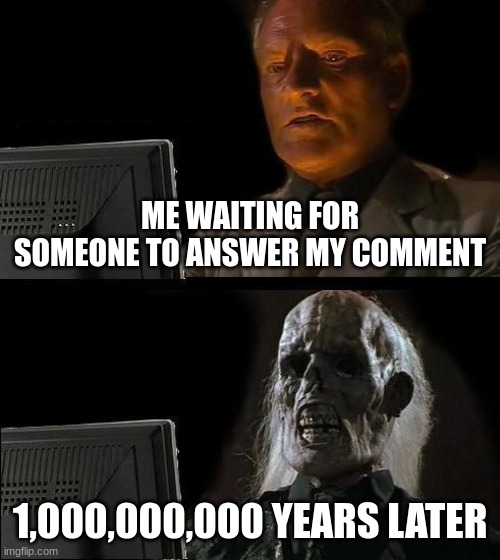 ME WAITING FOR
SOMEONE TO ANSWER MY COMMENT
1,000,000,000 YEARS LATER
imgflip.com